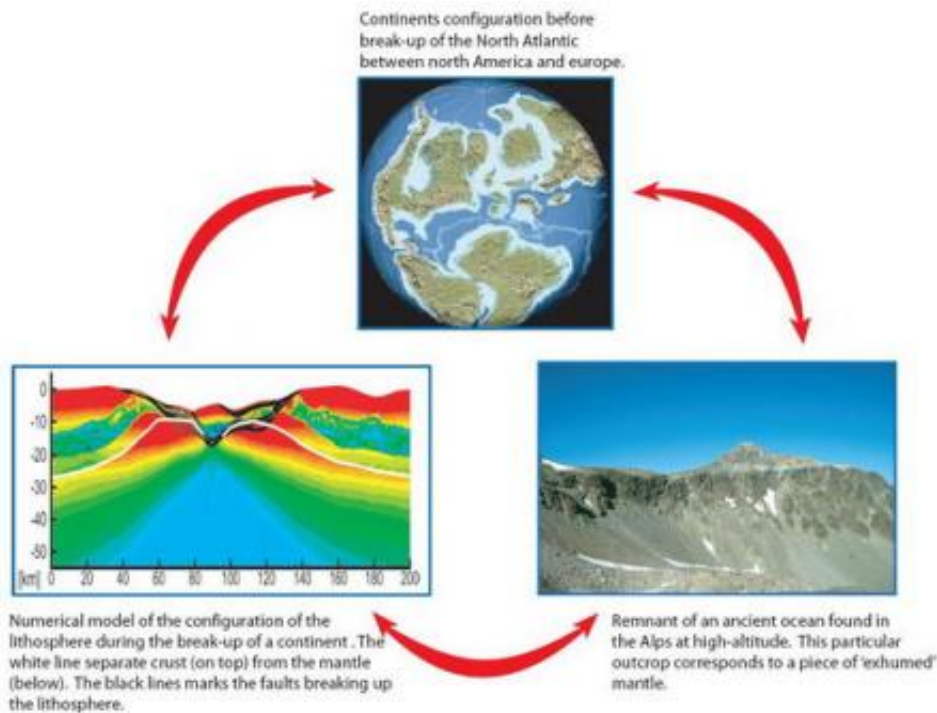 Continents configuration before
break-up of the North Atlantic
between north America and europe.
0
-10
-20
-30
-40
-50
[km] 0 20 40 60 80 100 120 140 160 180 200
Numerical model of the configuration of the
lithosphere during the break-up of a continent . The
white line separate crust (on top) from the mantle
(below). The black lines marks the faults breaking up
the lithosphere.
Remnant of an ancient ocean found in
the Alps at high-altitude. This particular
outcrop corresponds to a piece of 'exhumed'
mantle.